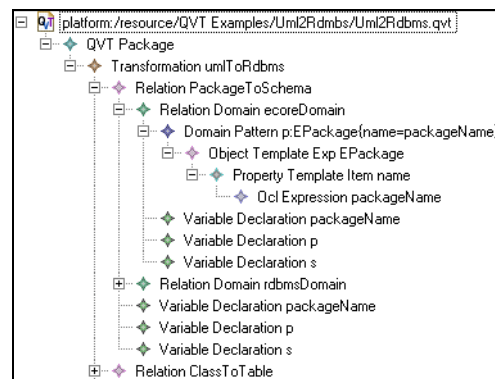 platform:/resource/QVT Examples/Uml2Rdmbs/Uml2Rdbms.qvt
QVT Package
Transformation umlToRdbms
Relation PackageToSchema
Relation Domain ecoreDomain
Domain Pattern p:EPackage{name=packageName}
Object Template Exp EPackage
Property Template Item name
Ocl Expression packageName
Variable Declaration packageName
Variable Declaration p
Variable Declaration s
Relation Domain rdbmsDomain
Variable Declaration packageName
Variable Declaration p
Variable Declaration s
Relation ClassToTable